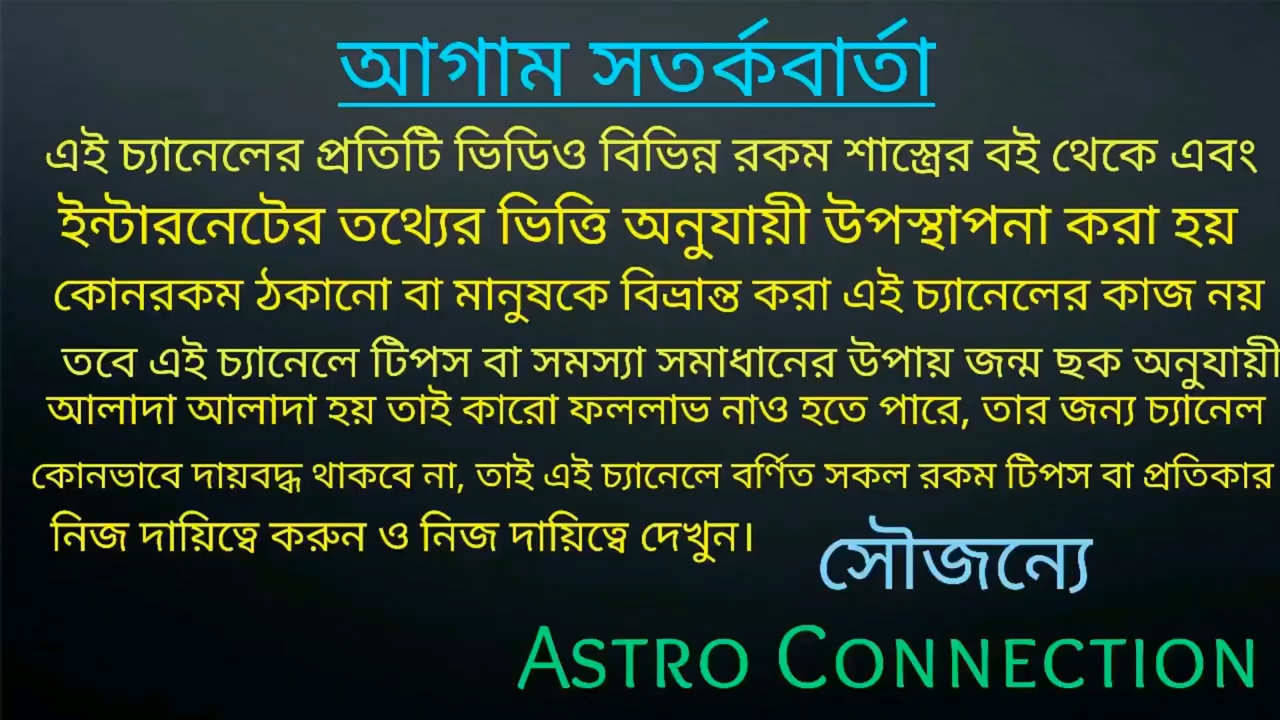 আগাম সতর্কবার্তা
এই চ্যানেলের প্রতিটি ভিডিও বিভিন্ন রকম শাস্ত্রের বই থেকে এবং
ইন্টারনেটের তথ্যের ভিত্তি অনুযায়ী উপস্থাপনা করা হয়
কোনরকম ঠকানো বা মানুষকে বিভ্রান্ত করা এই চ্যানেলের কাজ নয়
তবে এই চ্যানেলে টিপস বা সমস্যা সমাধানের উপায় জন্ম ছক অনুযায়ী
আলাদা আলাদা হয় তাই কারো ফললাভ নাও হতে পারে, তার জন্য চ্যানেল
কোনভাবে দায়বদ্ধ থাকবে না, তাই এই চ্যানেলে বর্ণিত সকল রকম টিপস বা প্রতিকার
নিজ দায়িত্বে করুন ও নিজ দায়িত্বে দেখুন।
সৌজন্যে
ASTRO CONNECTION